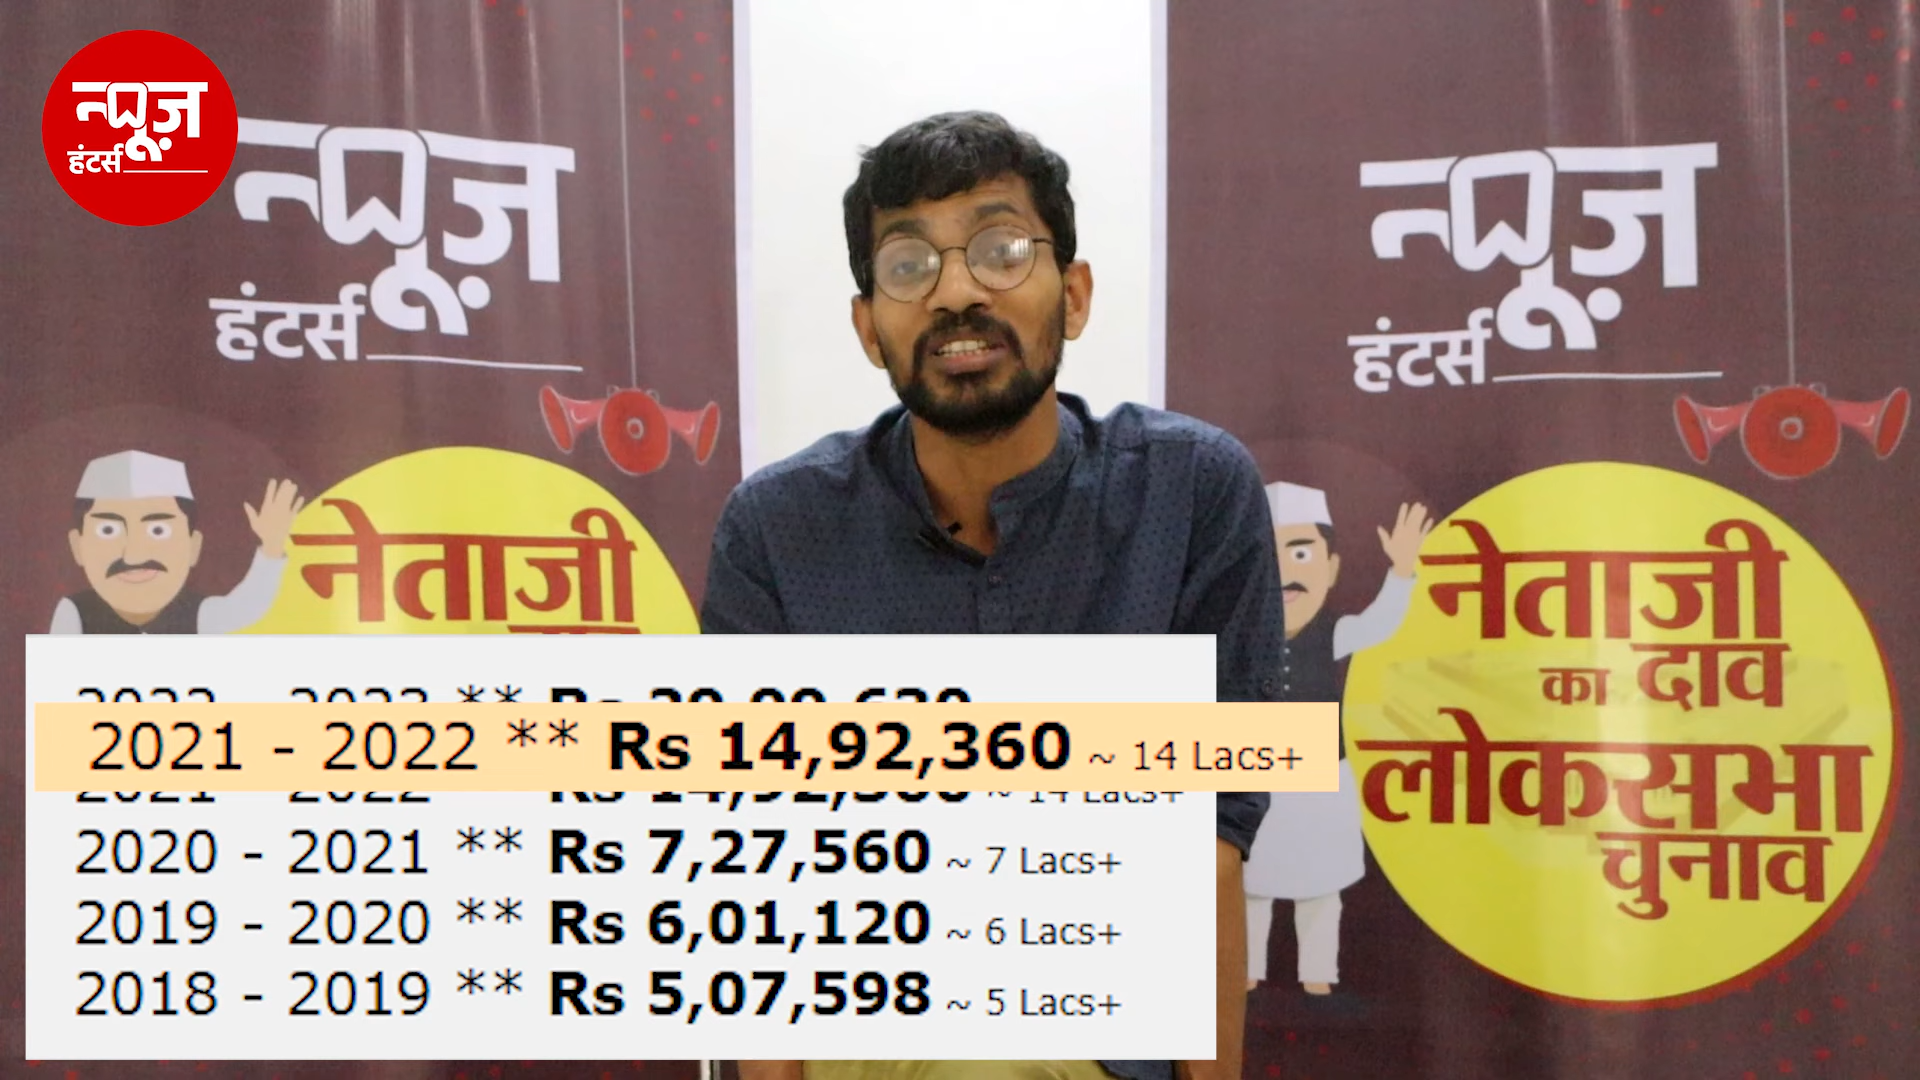 न्यूज़
हंटर्स
न्यूज़
हंटर्स
न्यूज़
हंटर्स
नेताजी
नेताजी
का दाव
लोकसभा
चुनाव
2021 - 2022 ** Rs 14,92,360 ~ 14 Lacs+
2020 - 2021 ** Rs 7,27,560 ~ 7 Lacs+
2019 - 2020 ** Rs 6,01,120 ~ 6 Lacs+
2018 - 2019 ** Rs 5,07,598 ~ 5 Lacs+